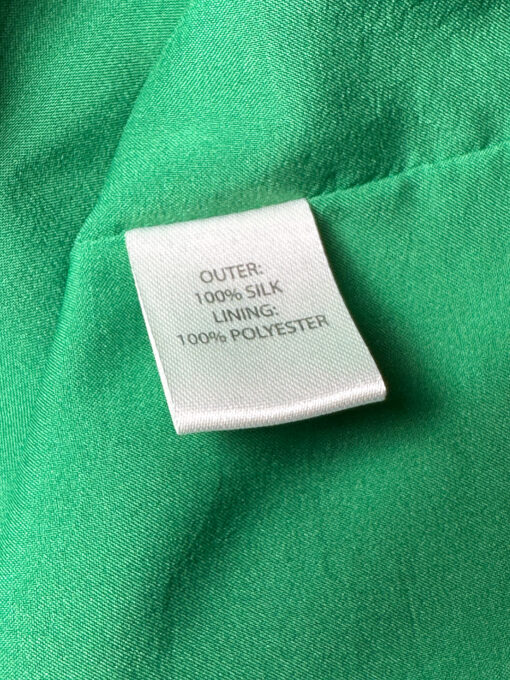 OUTER:
100% SILK
LINING:
100% POLYESTER